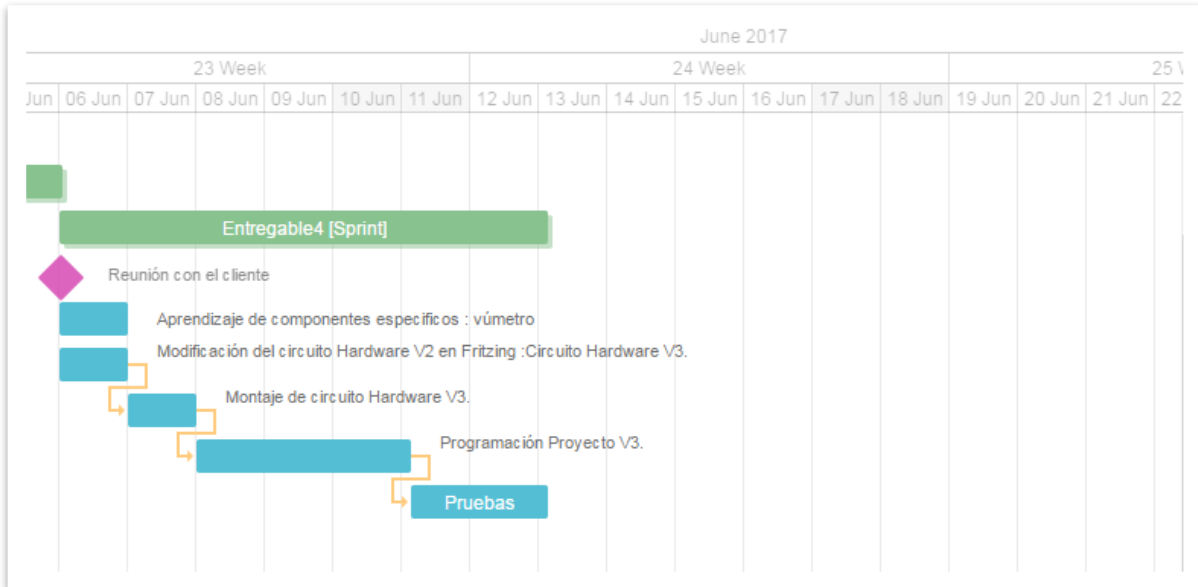 June 2017
23 Week
24 Week
25 W
Jun 06 Jun 07 Jun 08 Jun 09 Jun 10 Jun 11 Jun 12 Jun 13 Jun 14 Jun 15 Jun 16 Jun 17 Jun 18 Jun 19 Jun 20 Jun 21 Jun 22
Entregable4 [Sprint]
Reunión con el cliente
Aprendizaje de componentes especificos : vúmetro
Modificación del circuito Hardware V2 en Fritzing :Circuito Hardware V3.
Montaje de circuito Hardware V3.
Programación Proyecto V3.
Pruebas